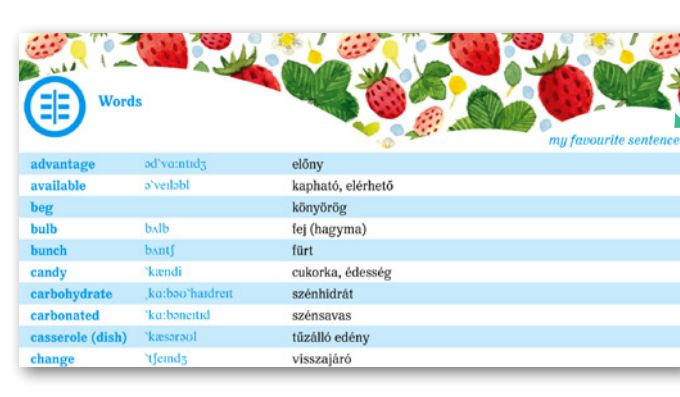 Words
my favourite sentence
advantage əd`vɑːntɪdʒ előny
available ə`veɪləbl kapható, elérhető
beg könyörög
bulb bʌlb fej (hagyma)
bunch bʌntʃ fürt
candy `kændi cukorka, édesség
carbohydrate ˌkɑːbəʊ`haɪdreɪt szénhidrát
carbonated `kɑːbəneɪtɪd szénsavas
casserole (dish) `kæsərəʊl tűzálló edény
change `tʃeɪndʒ visszajáró